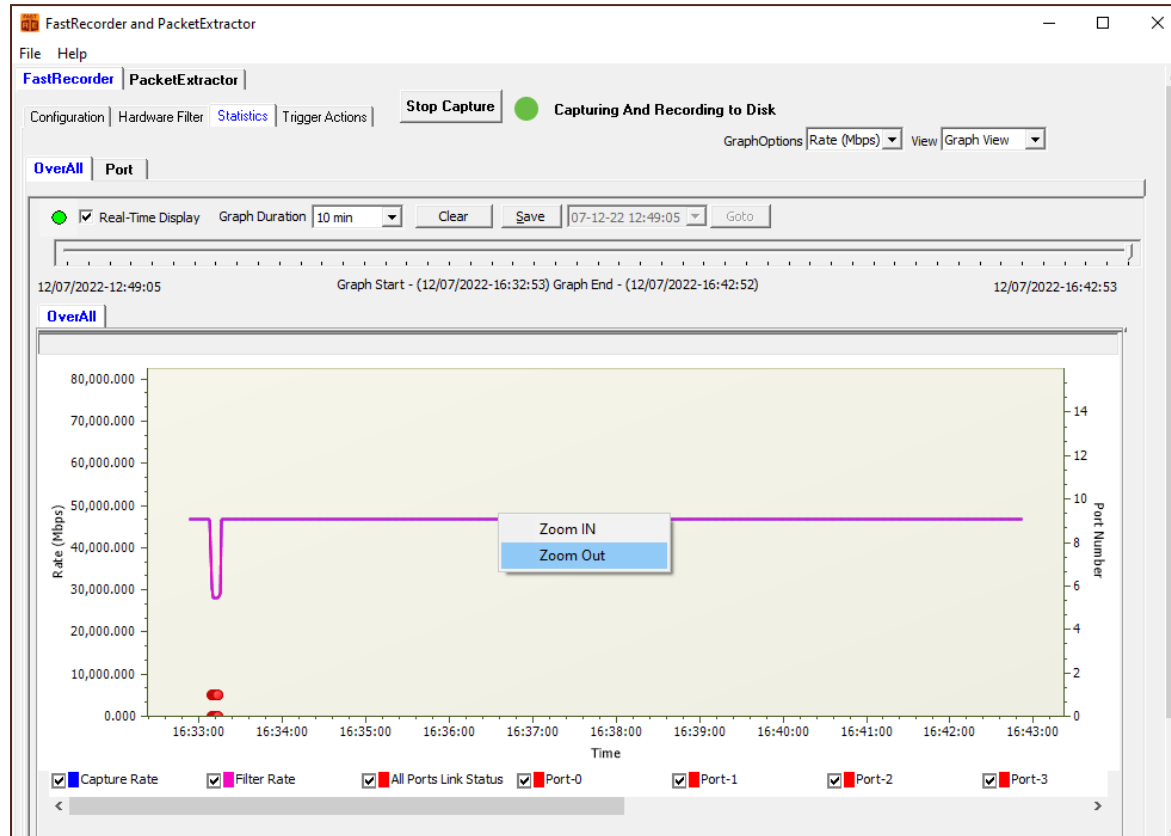 FastRecorder and PacketExtractor
File Help
FastRecorder PacketExtractor
Configuration Hardware Filter Statistics Trigger Actions Stop Capture Capturing And Recording to Disk
GraphOptions Rate (Mbps) View Graph View
OverAll Port
Real-Time Display Graph Duration 10 min Clear Save 07-12-22 12:49:05 Goto
12/07/2022-12:49:05 Graph Start - (12/07/2022-16:32:53) Graph End - (12/07/2022-16:42:52) 12/07/2022-16:42:53
OverAll
80,000.000
70,000.000
60,000.000
50,000.000
40,000.000
30,000.000
20,000.000
10,000.000
0.000
Rate (Mbps)
Zoom IN
Zoom Out
14
12
10
8
6
4
2
0
Port Number
16:33:00 16:34:00 16:35:00 16:36:00 16:37:00 16:38:00 16:39:00 16:40:00 16:41:00 16:42:00 16:43:00
Time
Capture Rate Filter Rate All Ports Link Status Port-0 Port-1 Port-2 Port-3